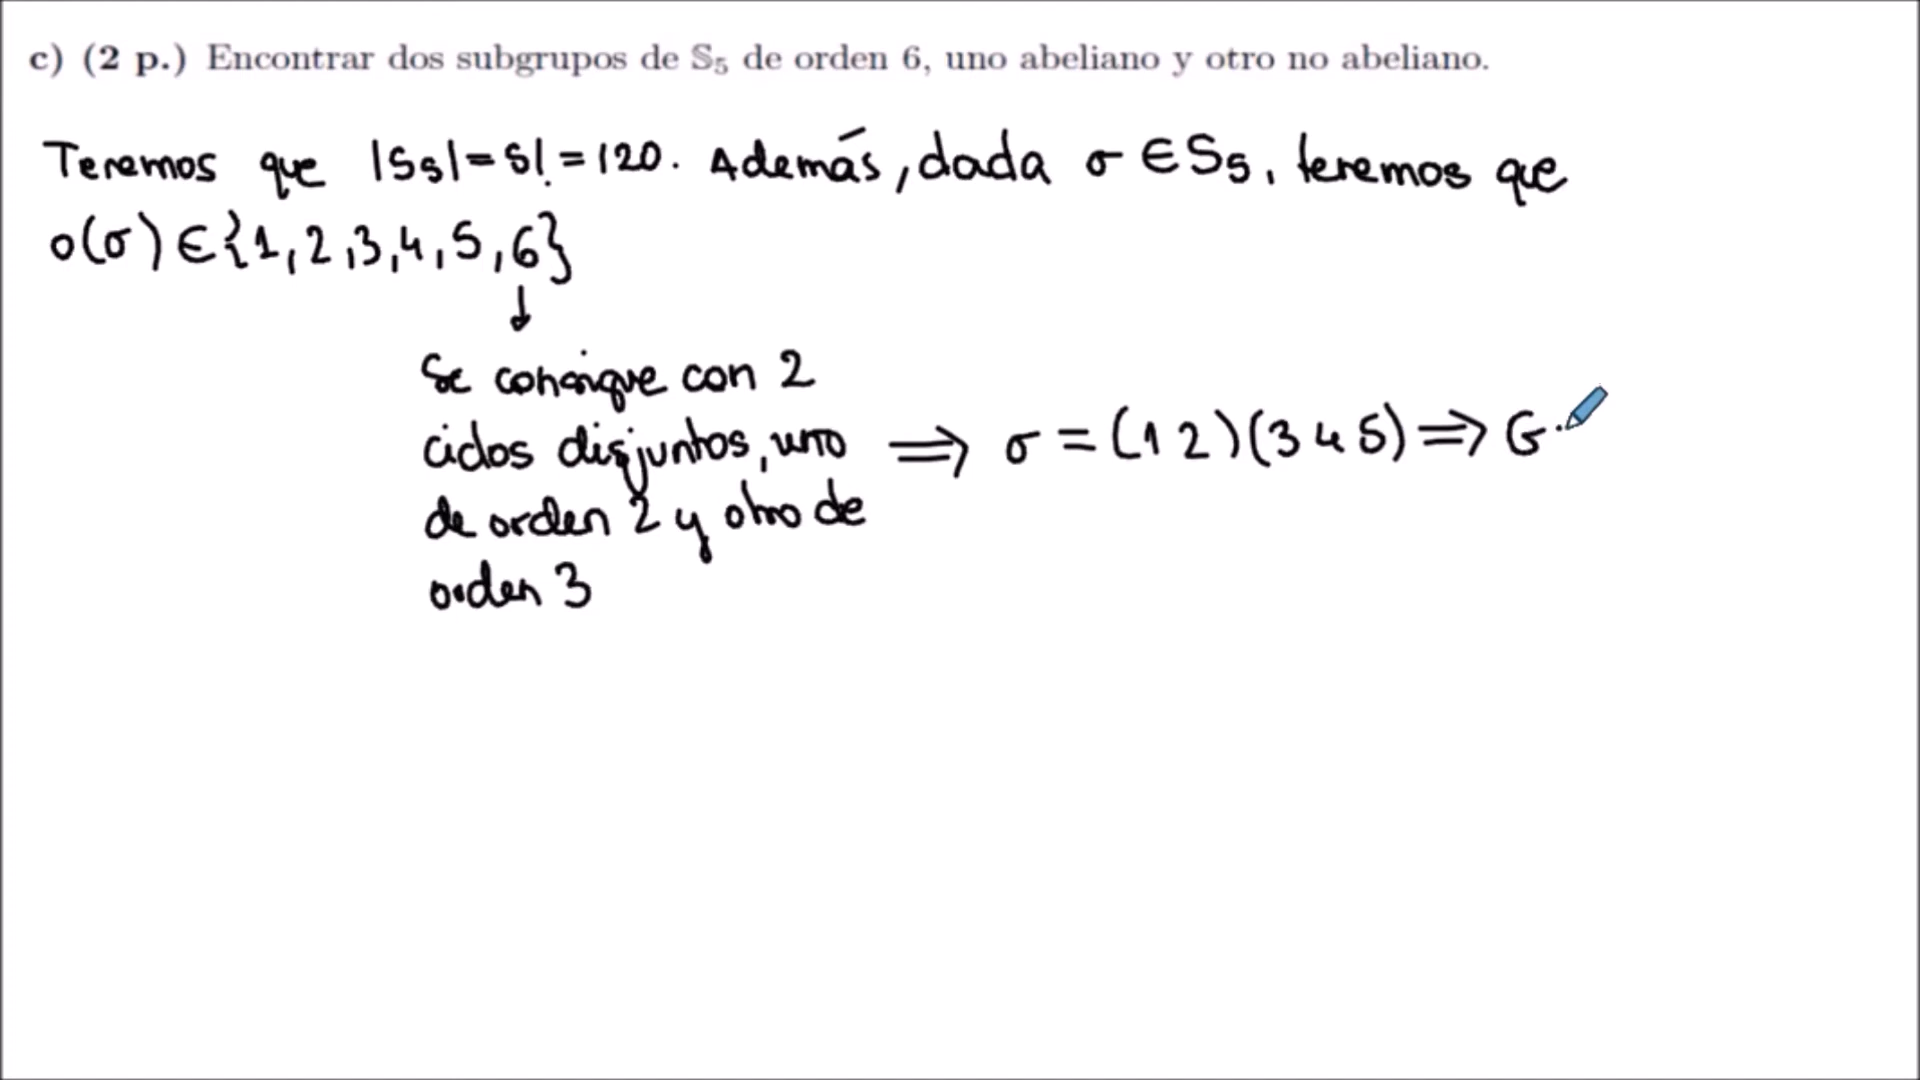 c) (2 p.) Encontrar dos subgrupos de 𝕊₅ de orden 6, uno abeliano y otro no abeliano.
Tenemos que |S₅| = 5! = 120. Además, dada σ ∈ S₅, tenemos que
o(σ) ∈ {1, 2, 3, 4, 5, 6}
↓
Se consigue con 2
ciclos disjuntos, uno ⇒ σ = (1 2)(3 4 5) ⇒ G
de orden 2 y otro de
orden 3